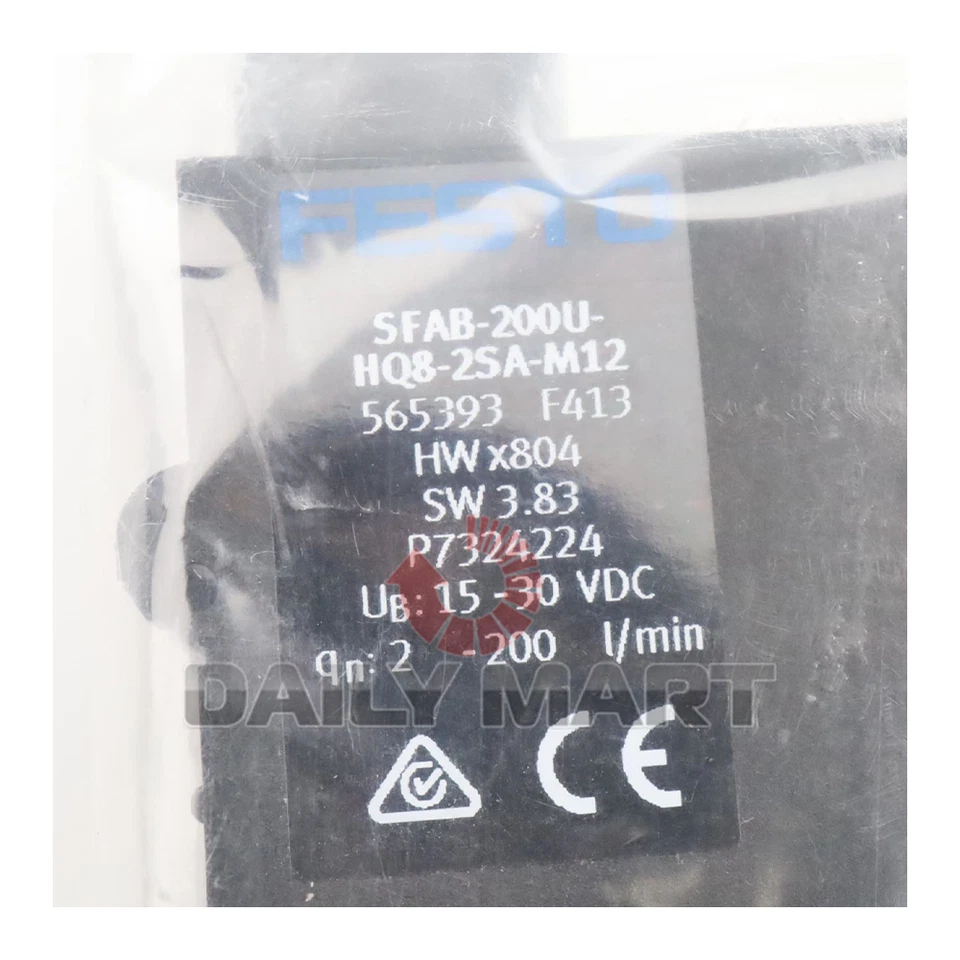 FESTO
SFAB-200U-
HQ8-2SA-M12
565393 F413
HW x804
SW 3.83
P7324224
UB: 15 -30 VDC
qn: 2 -200 l/min
DAILY MART
CE